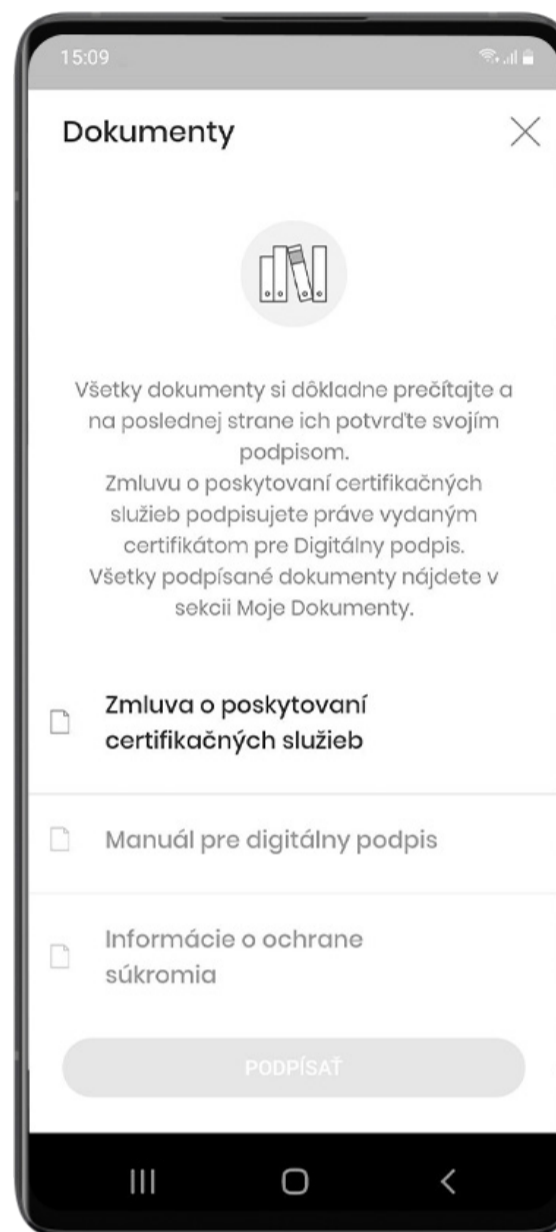 15:09
Dokumenty
Všetky dokumenty si dôkladne prečítajte a
na poslednej strane ich potvrďte svojím
podpisom.
Zmluvu o poskytovaní certifikačných
služieb podpisujete práve vydaným
certifikátom pre Digitálny podpis.
Všetky podpísané dokumenty nájdete v
sekcii Moje Dokumenty.
Zmluva o poskytovaní
certifikačných služieb
Manuál pre digitálny podpis
Informácie o ochrane
súkromia
PODPÍSAŤ